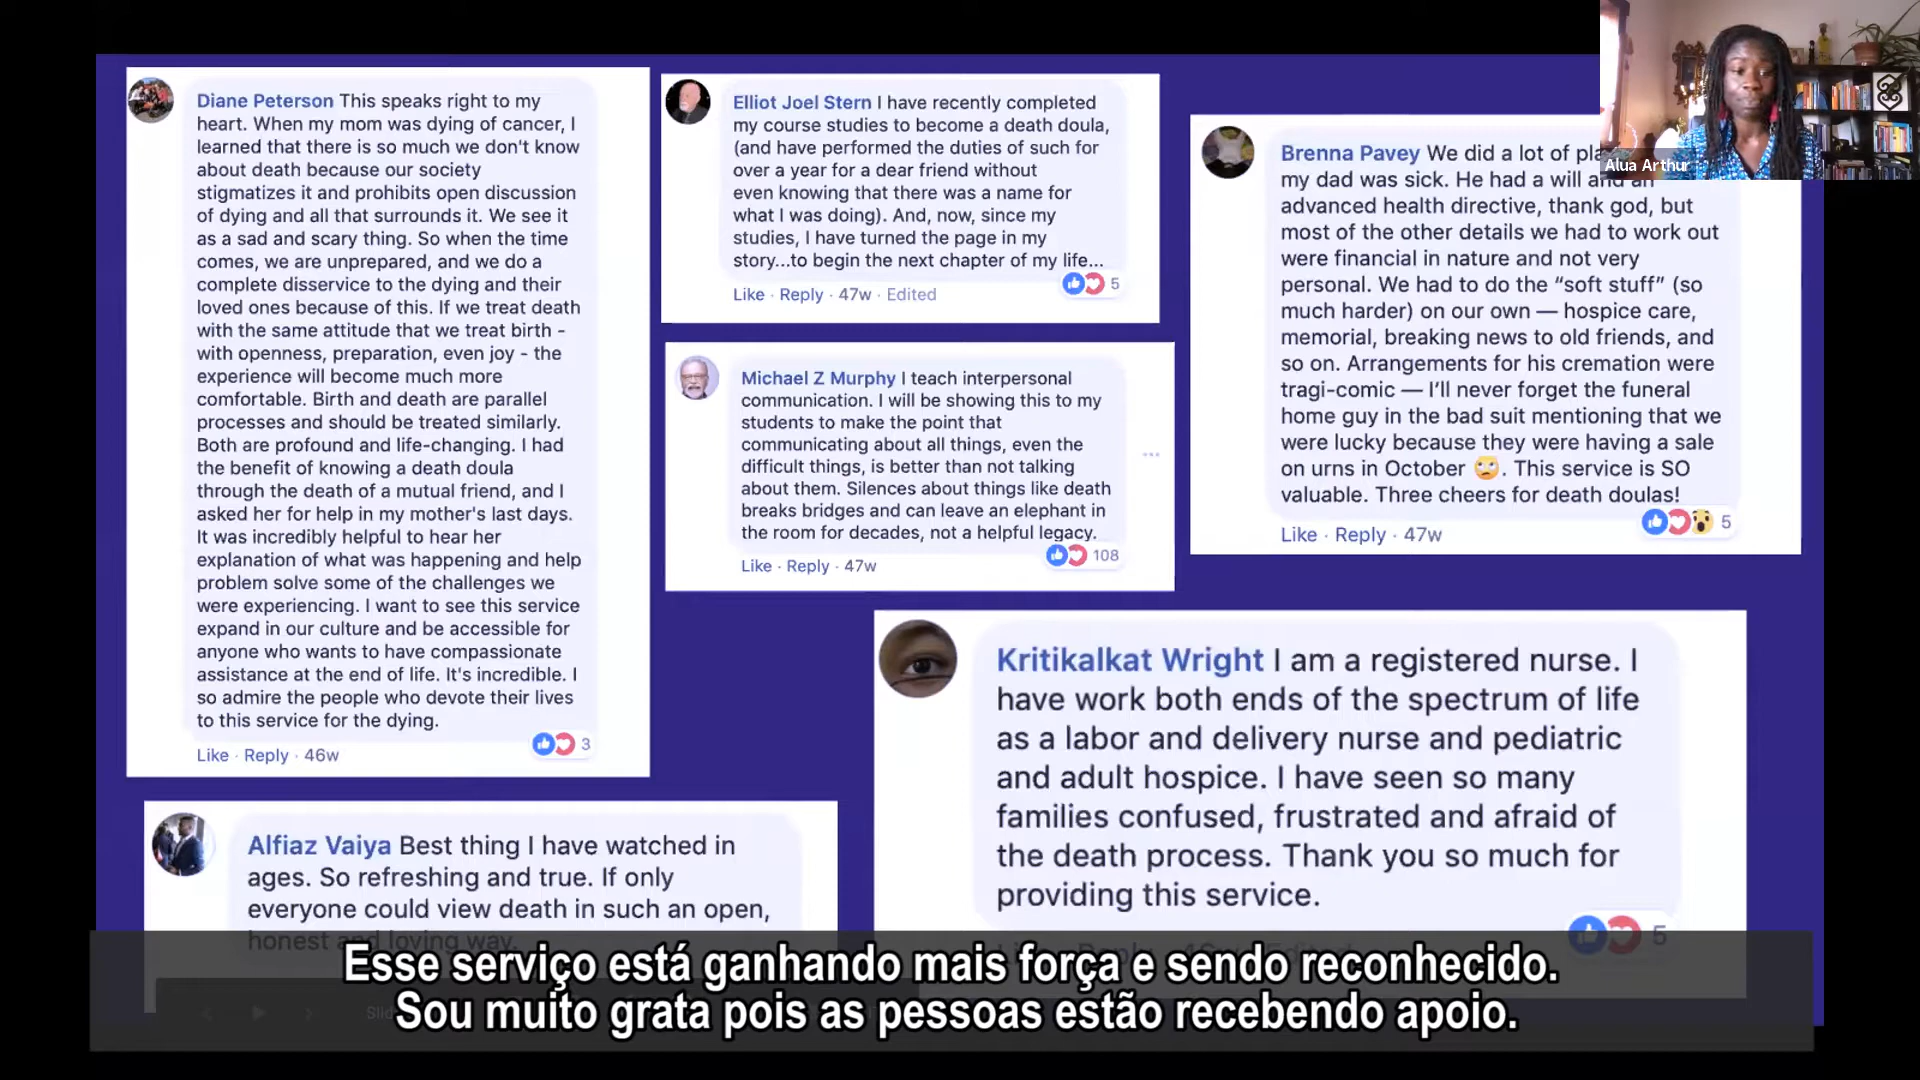 Diane Peterson This speaks right to my
heart. When my mom was dying of cancer, I
learned that there is so much we don't know
about death because our society
stigmatizes it and prohibits open discussion
of dying and all that surrounds it. We see it
as a sad and scary thing. So when the time
comes, we are unprepared, and we do a
complete disservice to the dying and their
loved ones because of this. If we treat death
with the same attitude that we treat birth -
with openness, preparation, even joy - the
experience will become much more
comfortable. Birth and death are parallel
processes and should be treated similarly.
Both are profound and life-changing. I had
the benefit of knowing a death doula
through the death of a mutual friend, and I
asked her for help in my mother's last days.
It was incredibly helpful to hear her
explanation of what was happening and help
problem solve some of the challenges we
were experiencing. I want to see this service
expand in our culture and be accessible for
anyone who wants to have compassionate
assistance at the end of life. It's incredible. I
so admire the people who devote their lives
to this service for the dying.
3
Like · Reply · 46w
Elliot Joel Stern I have recently completed
my course studies to become a death doula,
(and have performed the duties of such for
over a year for a dear friend without
even knowing that there was a name for
what I was doing). And, now, since my
studies, I have turned the page in my
story...to begin the next chapter of my life...
5
Like · Reply · 47w · Edited
Michael Z Murphy I teach interpersonal
communication. I will be showing this to my
students to make the point that
communicating about all things, even the
difficult things, is better than not talking
about them. Silences about things like death
breaks bridges and can leave an elephant in
the room for decades, not a helpful legacy.
108
Like · Reply · 47w
Alua Arthur
Brenna Pavey We did a lot of
my dad was sick. He had a will and an
advanced health directive, thank god, but
most of the other details we had to work out
were financial in nature and not very
personal. We had to do the “soft stuff” (so
much harder) on our own — hospice care,
memorial, breaking news to old friends, and
so on. Arrangements for his cremation were
tragi-comic — I’ll never forget the funeral
home guy in the bad suit mentioning that we
were lucky because they were having a sale
on urns in October 🙄. This service is SO
valuable. Three cheers for death doulas!
5
Like · Reply · 47w
Kritikalkat Wright I am a registered nurse. I
have work both ends of the spectrum of life
as a labor and delivery nurse and pediatric
and adult hospice. I have seen so many
families confused, frustrated and afraid of
the death process. Thank you so much for
providing this service.
5
Alfiaz Vaiya Best thing I have watched in
ages. So refreshing and true. If only
everyone could view death in such an open,
honest and loving way.
Esse serviço está ganhando mais força e sendo reconhecido.
Sou muito grata pois as pessoas estão recebendo apoio.